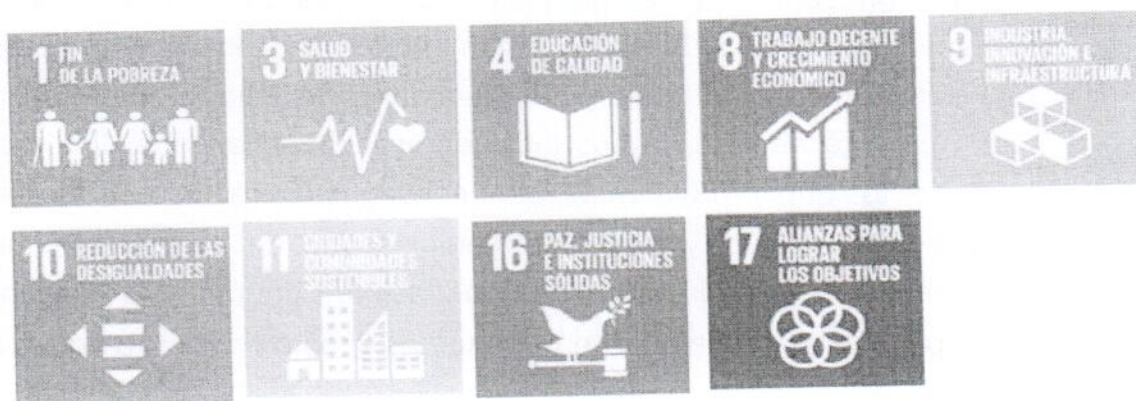 1 FIN
DE LA POBREZA
3 SALUD
Y BIENESTAR
4 EDUCACIÓN
DE CALIDAD
8 TRABAJO DECENTE
Y CRECIMIENTO
ECONÓMICO
9 INDUSTRIA,
INNOVACIÓN E
INFRAESTRUCTURA
10 REDUCCIÓN DE LAS
DESIGUALDADES
11 CIUDADES Y
COMUNIDADES
SOSTENIBLES
16 PAZ, JUSTICIA
E INSTITUCIONES
SÓLIDAS
17 ALIANZAS PARA
LOGRAR
LOS OBJETIVOS